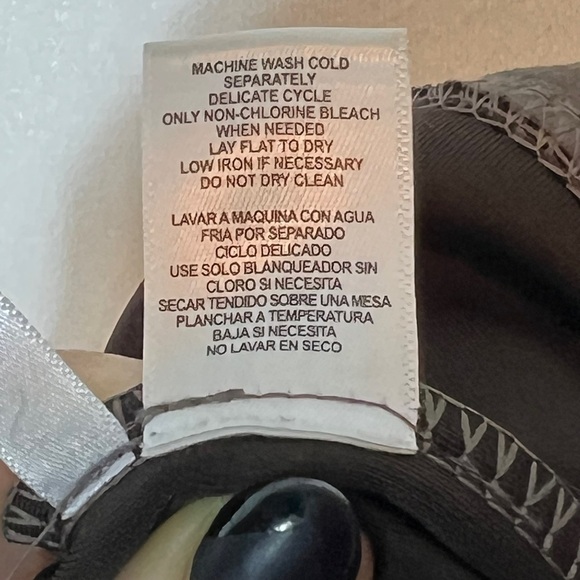 MACHINE WASH COLD
SEPARATELY
DELICATE CYCLE
ONLY NON-CHLORINE BLEACH
WHEN NEEDED
LAY FLAT TO DRY
LOW IRON IF NECESSARY
DO NOT DRY CLEAN
LAVAR A MAQUINA CON AGUA
FRIA POR SEPARADO
CICLO DELICADO
USE SOLO BLANQUEADOR SIN
CLORO SI NECESITA
SECAR TENDIDO SOBRE UNA MESA
PLANCHAR A TEMPERATURA
BAJA SI NECESITA
NO LAVAR EN SECO